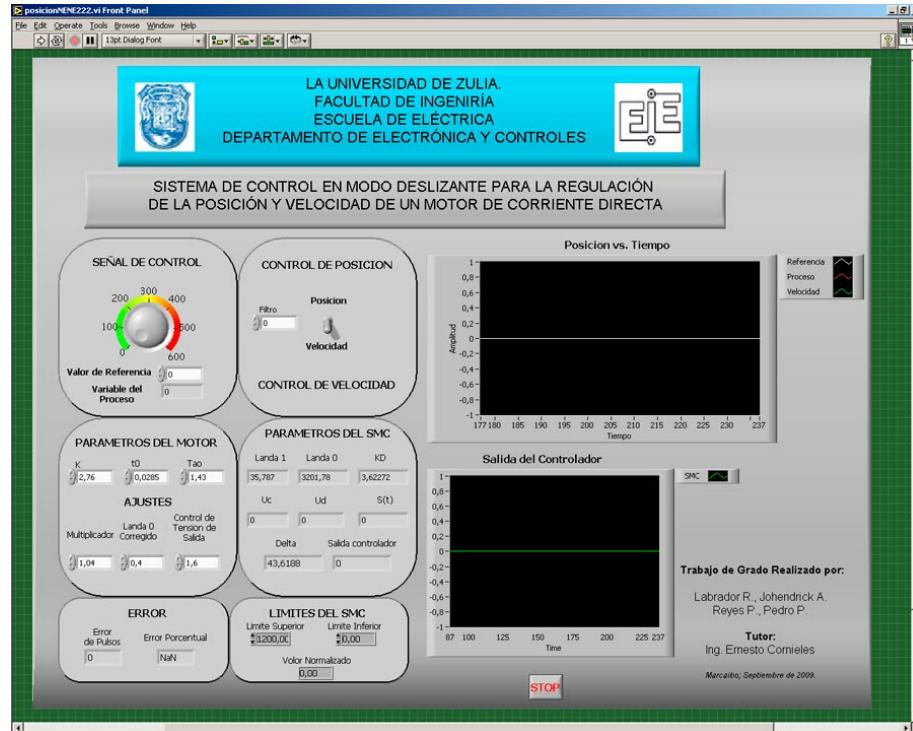 posicionNENE222.vi Front Panel
File Edit Operate Tools Browse Window Help
13pt Dialog Font
LA UNIVERSIDAD DE ZULIA.
FACULTAD DE INGENIRÍA
ESCUELA DE ELÉCTRICA
DEPARTAMENTO DE ELECTRÓNICA Y CONTROLES
EIE
SISTEMA DE CONTROL EN MODO DESLIZANTE PARA LA REGULACIÓN
DE LA POSICIÓN Y VELOCIDAD DE UN MOTOR DE CORRIENTE DIRECTA
SEÑAL DE CONTROL
0 100 200 300 400 500 600
Valor de Referencia 0
Variable del
Proceso 0
CONTROL DE POSICION
Filtro
0
Posicion
Velocidad
CONTROL DE VELOCIDAD
Posicion vs. Tiempo
Amplitud
1
0,8
0,6
0,4
0,2
0
-0,2
-0,4
-0,6
-0,8
-1
177 180 185 190 195 200 205 210 215 220 225 230 237
Tiempo
Referencia
Proceso
Velocidad
PARAMETROS DEL MOTOR
K t0 Tao
2,76 0,0285 1,43
AJUSTES
Multiplicador
Landa 0
Corregido
Control de
Tension de
Salida
1,04 0,4 1,6
PARAMETROS DEL SMC
Landa 1 Landa 0 KD
35,787 3201,78 3,62272
Uc Ud S(t)
0 0 0
Delta Salida controlador
43,6188 0
Salida del Controlador
1
0,8
0,6
0,4
0,2
0
-0,2
-0,4
-0,6
-0,8
-1
87 100 125 150 175 200 225 237
Time
SMC
ERROR
Error
de Pulsos
Error Porcentual
0 NaN
LIMITES DEL SMC
Limite Superior Limite Inferior
1200,00 0,00
Volor Normalizado
0,00
STOP
Trabajo de Grado Realizado por:
Labrador R., Johendrick A.
Reyes P., Pedro P.
Tutor:
Ing. Ernesto Cornieles
Marcaibo; Septiembre de 2009.